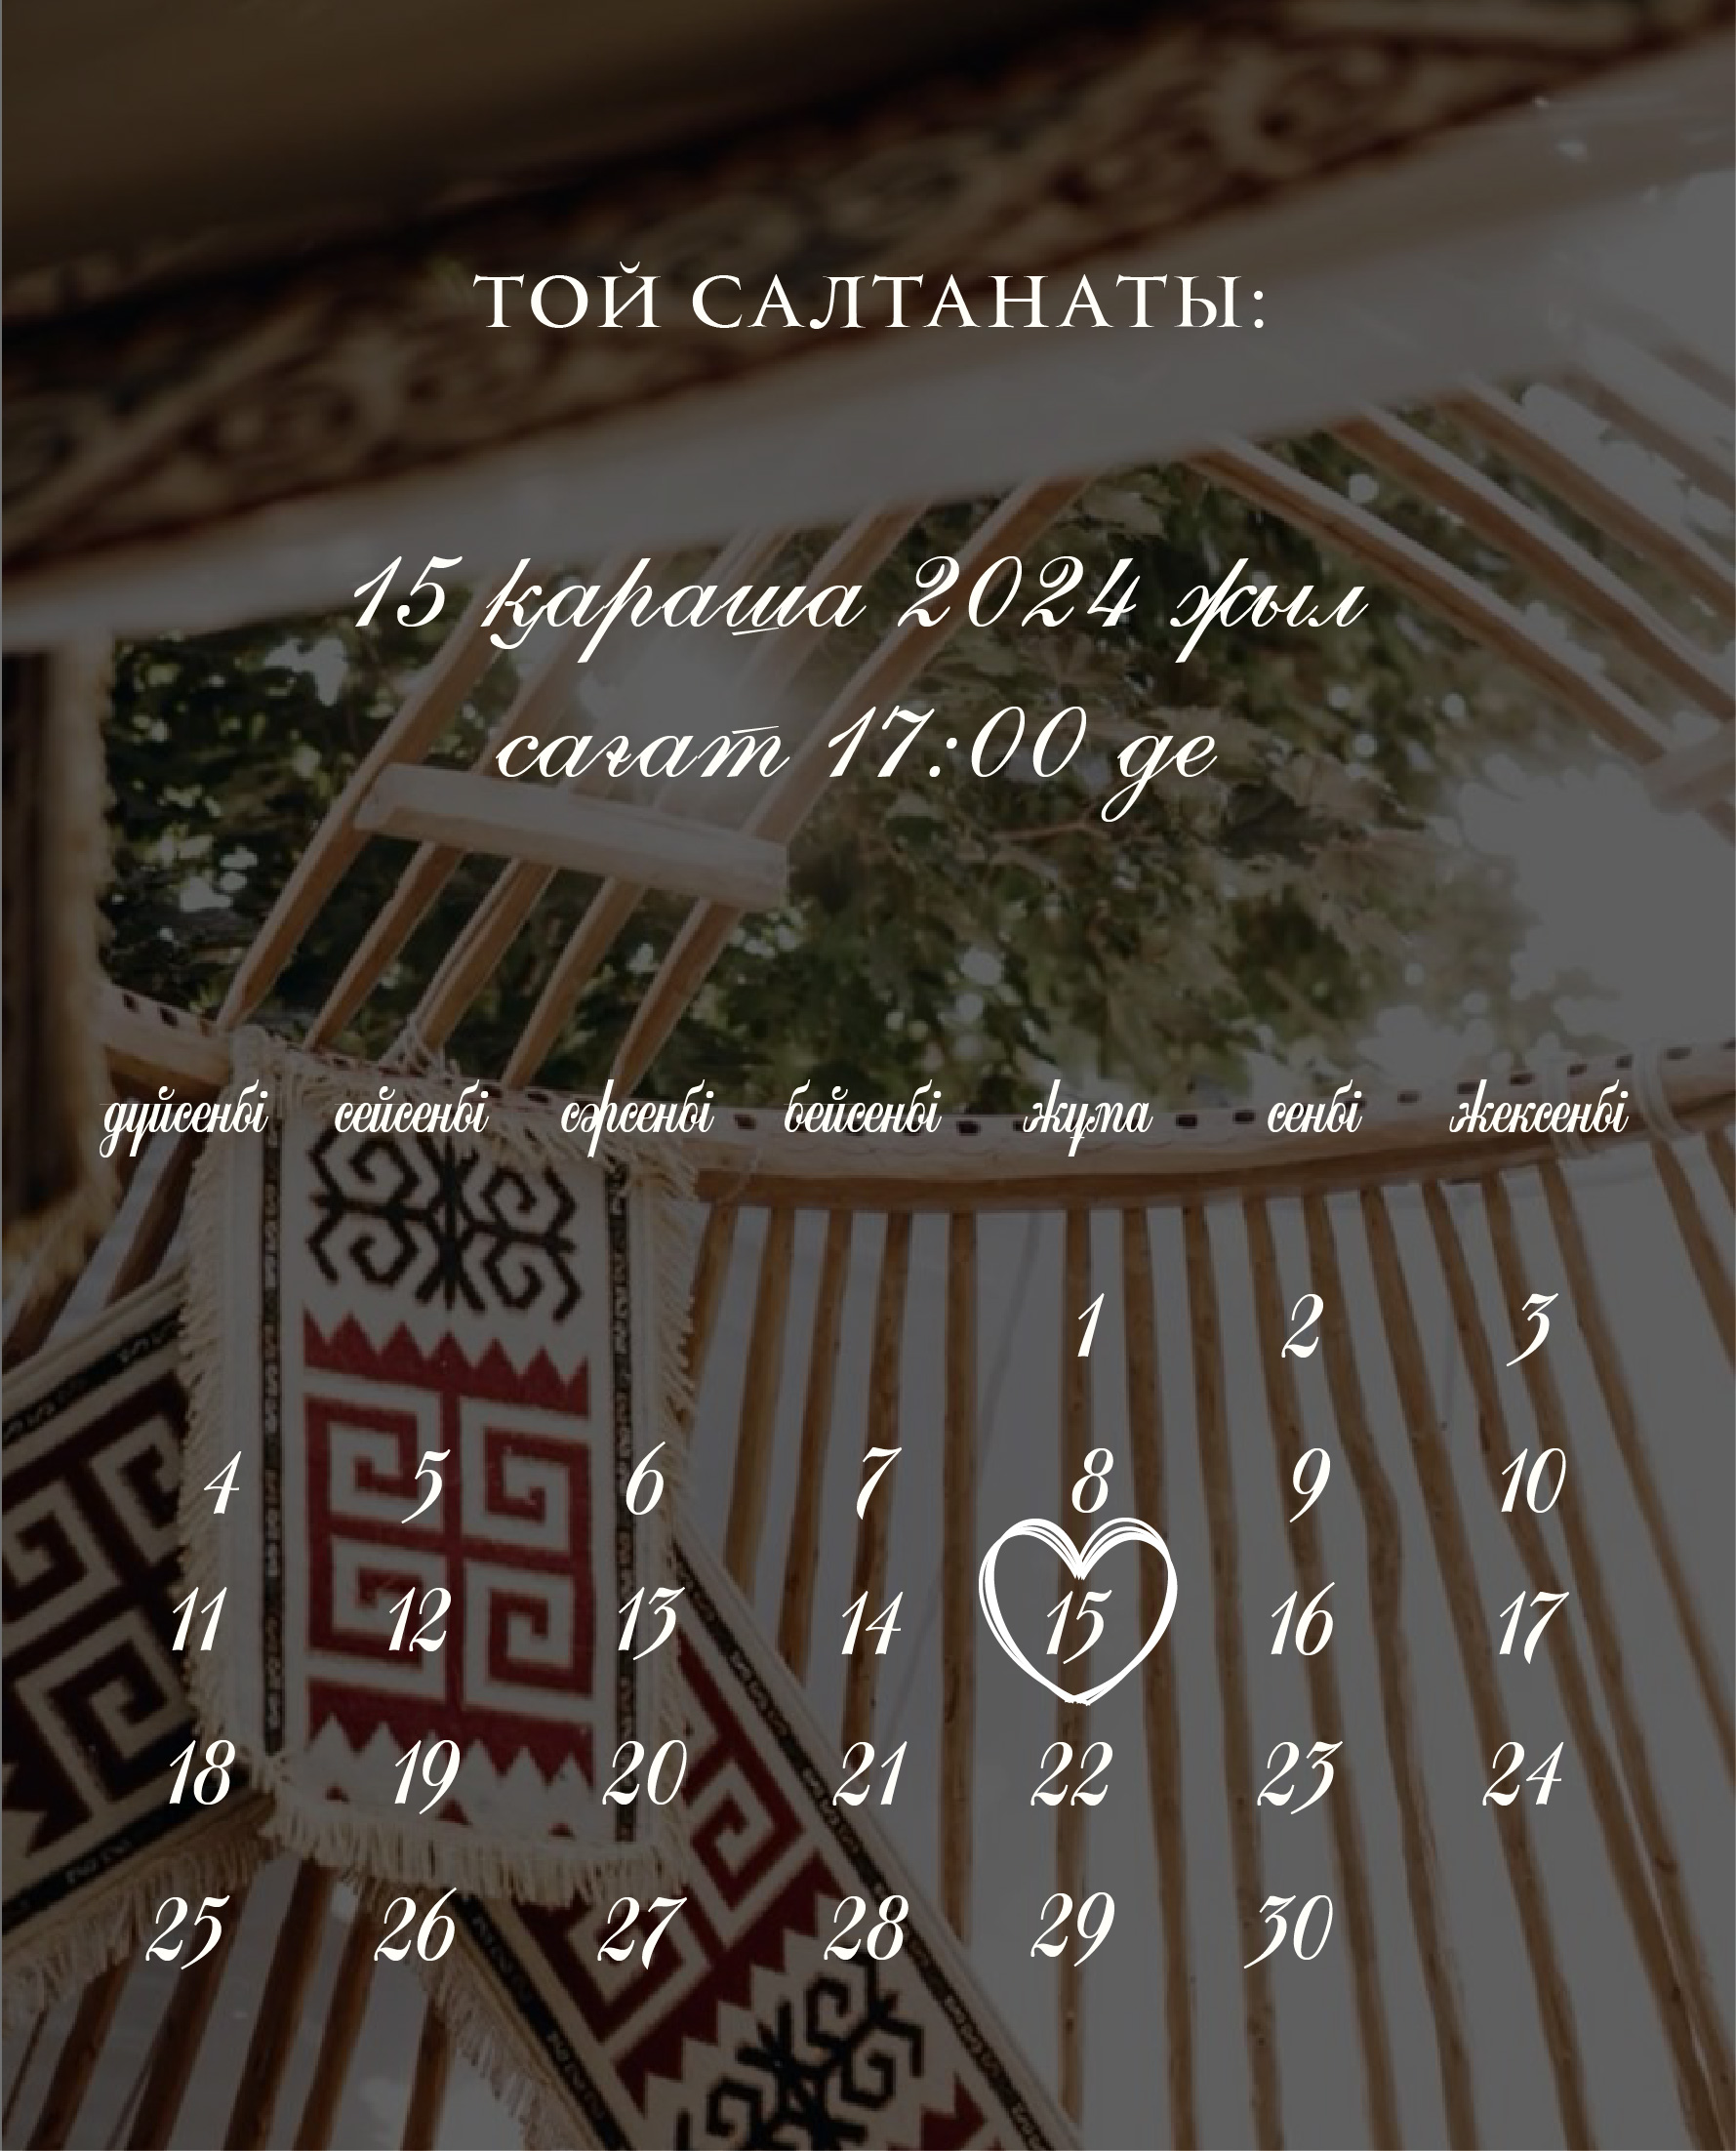 ТОЙ САЛТАНАТЫ:
15 қараша 2024 жыл
сағат 17:00 де
дүйсенбі сейсенбі сәрсенбі бейсенбі жұма сенбі жексенбі
1 2 3
4 5 6 7 8 9 10
11 12 13 14 15 16 17
18 19 20 21 22 23 24
25 26 27 28 29 30